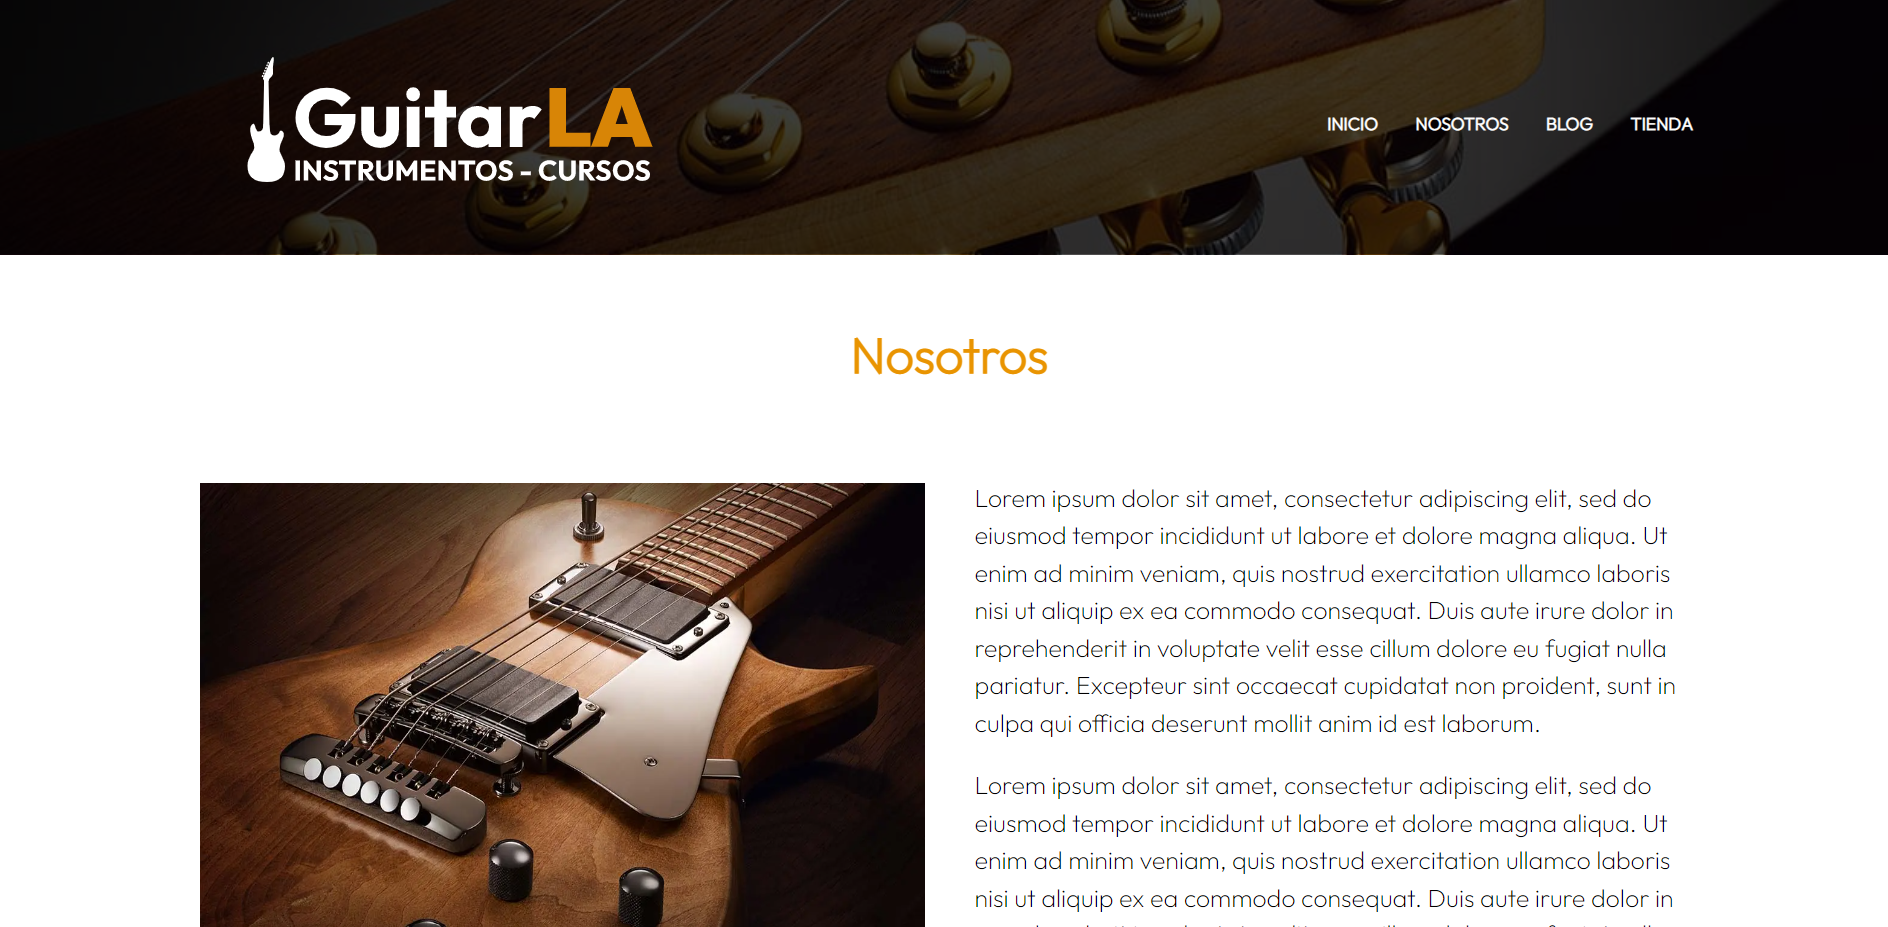 GuitarLA
INSTRUMENTOS - CURSOS
INICIO NOSOTROS BLOG TIENDA
Nosotros
Lorem ipsum dolor sit amet, consectetur adipiscing elit, sed do
eiusmod tempor incididunt ut labore et dolore magna aliqua. Ut
enim ad minim veniam, quis nostrud exercitation ullamco laboris
nisi ut aliquip ex ea commodo consequat. Duis aute irure dolor in
reprehenderit in voluptate velit esse cillum dolore eu fugiat nulla
pariatur. Excepteur sint occaecat cupidatat non proident, sunt in
culpa qui officia deserunt mollit anim id est laborum.
Lorem ipsum dolor sit amet, consectetur adipiscing elit, sed do
eiusmod tempor incididunt ut labore et dolore magna aliqua. Ut
enim ad minim veniam, quis nostrud exercitation ullamco laboris
nisi ut aliquip ex ea commodo consequat. Duis aute irure dolor in